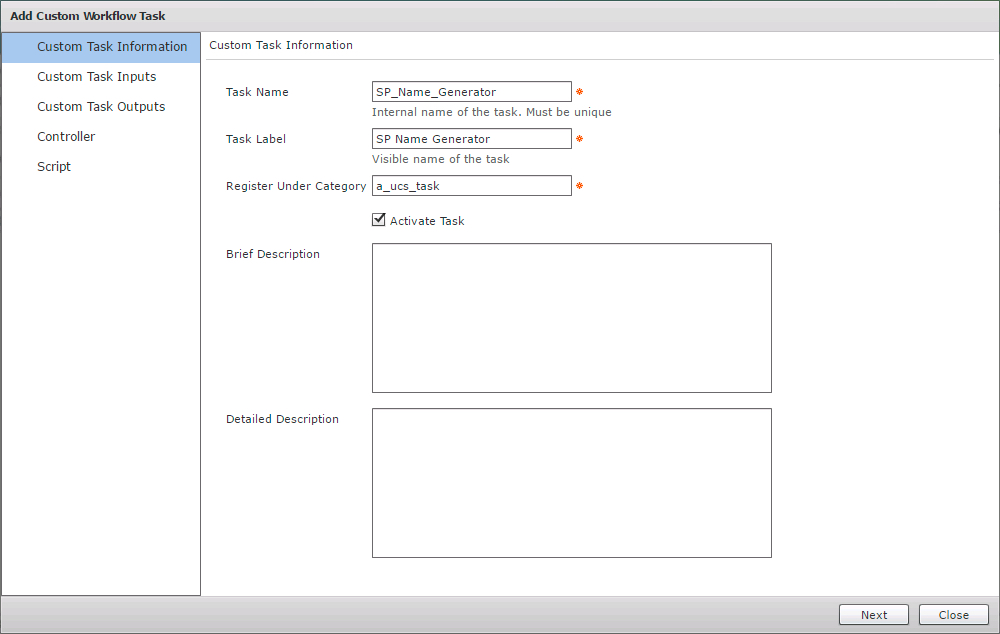 Add Custom Workflow Task
Custom Task Information
Custom Task Inputs
Custom Task Outputs
Controller
Script
Custom Task Information
Task Name SP_Name_Generator *
Internal name of the task. Must be unique
Task Label SP Name Generator *
Visible name of the task
Register Under Category a_ucs_task *
Activate Task
Brief Description
Detailed Description
Next Close